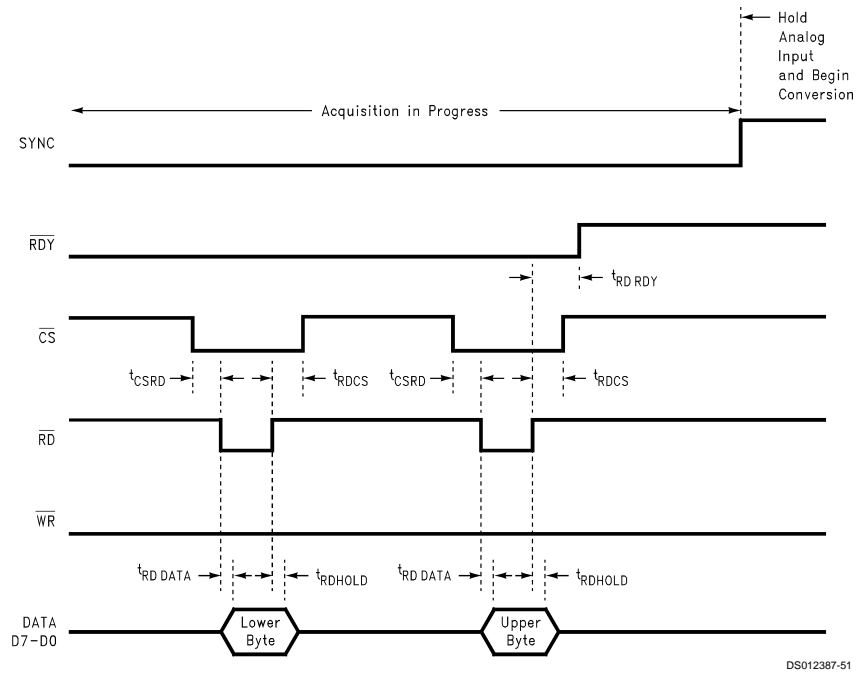 Hold
Analog
Input
and Begin
Conversion
Acquisition in Progress
SYNC
RDY
tRD RDY
CS
tCSRD
tRDCS
tCSRD
tRDCS
RD
WR
tRD DATA
tRDHOLD
tRD DATA
tRDHOLD
DATA
D7-D0
Lower
Byte
Upper
Byte
DS012387-51